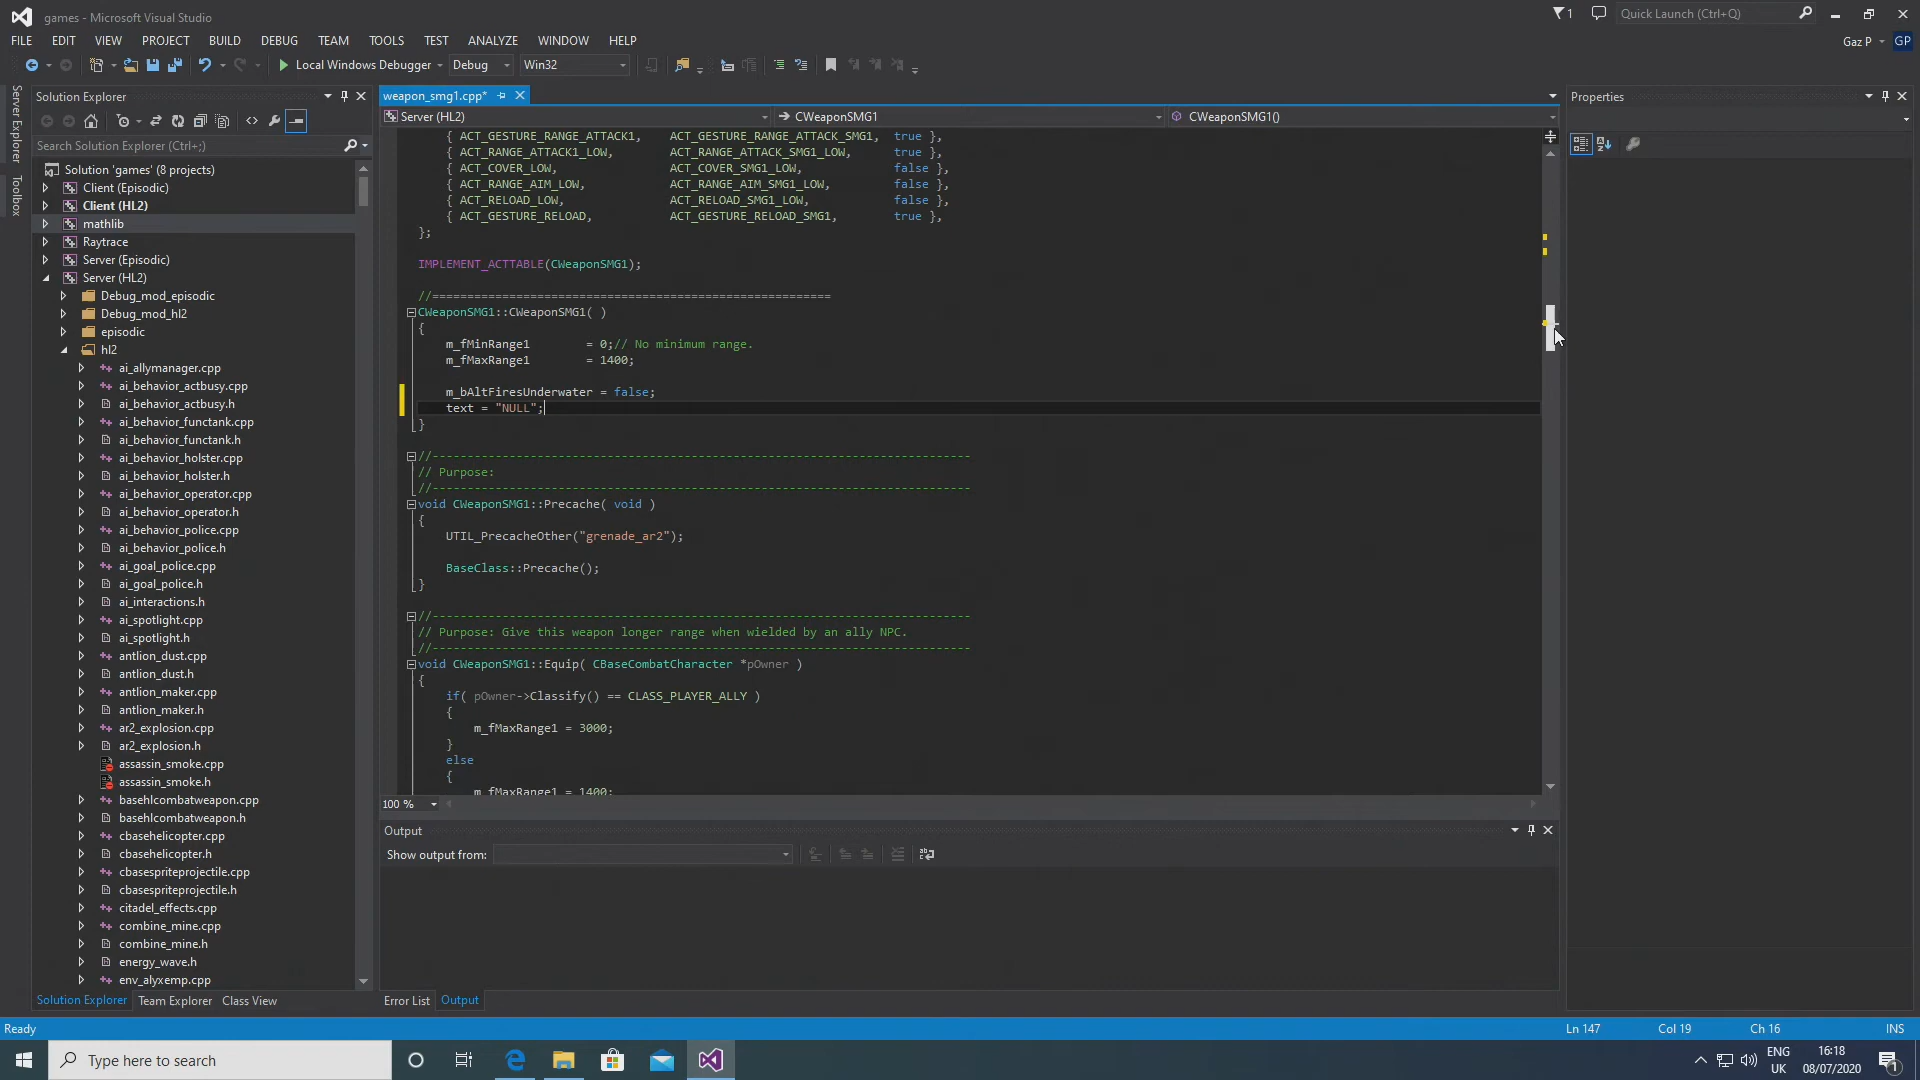 games - Microsoft Visual Studio
1
Quick Launch (Ctrl+Q)
FILE EDIT VIEW PROJECT BUILD DEBUG TEAM TOOLS TEST ANALYZE WINDOW HELP
Gaz P
GP
Local Windows Debugger
Debug
Win32
Server Explorer
Toolbox
Solution Explorer
Search Solution Explorer (Ctrl+;)
Solution 'games' (8 projects)
Client (Episodic)
Client (HL2)
mathlib
Raytrace
Server (Episodic)
Server (HL2)
Debug_mod_episodic
Debug_mod_hl2
episodic
hl2
ai_allymanager.cpp
ai_behavior_actbusy.cpp
ai_behavior_actbusy.h
ai_behavior_functank.cpp
ai_behavior_functank.h
ai_behavior_holster.cpp
ai_behavior_holster.h
ai_behavior_operator.cpp
ai_behavior_operator.h
ai_behavior_police.cpp
ai_behavior_police.h
ai_goal_police.cpp
ai_goal_police.h
ai_interactions.h
ai_spotlight.cpp
ai_spotlight.h
antlion_dust.cpp
antlion_dust.h
antlion_maker.cpp
antlion_maker.h
ar2_explosion.cpp
ar2_explosion.h
assassin_smoke.cpp
assassin_smoke.h
basehlcombatweapon.cpp
basehlcombatweapon.h
cbasehelicopter.cpp
cbasehelicopter.h
cbasespriteprojectile.cpp
cbasespriteprojectile.h
citadel_effects.cpp
combine_mine.cpp
combine_mine.h
energy_wave.h
env_alyxemp.cpp
Solution Explorer Team Explorer Class View
weapon_smg1.cpp*
Server (HL2)
CWeaponSMG1
CWeaponSMG1()
{ ACT_GESTURE_RANGE_ATTACK1, ACT_GESTURE_RANGE_ATTACK_SMG1, true },
{ ACT_RANGE_ATTACK1_LOW, ACT_RANGE_ATTACK_SMG1_LOW, true },
{ ACT_COVER_LOW, ACT_COVER_SMG1_LOW, false },
{ ACT_RANGE_AIM_LOW, ACT_RANGE_AIM_SMG1_LOW, false },
{ ACT_RELOAD_LOW, ACT_RELOAD_SMG1_LOW, false },
{ ACT_GESTURE_RELOAD, ACT_GESTURE_RELOAD_SMG1, true },
};
IMPLEMENT_ACTTABLE(CWeaponSMG1);
//=========================================================
CWeaponSMG1::CWeaponSMG1( )
{
m_fMinRange1 = 0;// No minimum range.
m_fMaxRange1 = 1400;
m_bAltFiresUnderwater = false;
text = "NULL";
}
//-----------------------------------------------------------------------------
// Purpose:
//-----------------------------------------------------------------------------
void CWeaponSMG1::Precache( void )
{
UTIL_PrecacheOther("grenade_ar2");
BaseClass::Precache();
}
//-----------------------------------------------------------------------------
// Purpose: Give this weapon longer range when wielded by an ally NPC.
//-----------------------------------------------------------------------------
void CWeaponSMG1::Equip( CBaseCombatCharacter *pOwner )
{
if( pOwner->Classify() == CLASS_PLAYER_ALLY )
{
m_fMaxRange1 = 3000;
}
else
{
m_fMaxRange1 = 1400;
100 %
Output
Show output from:
Error List Output
Properties
Ready
Ln 147 Col 19 Ch 16 INS
Type here to search
ENG
UK
16:18
08/07/2020
1